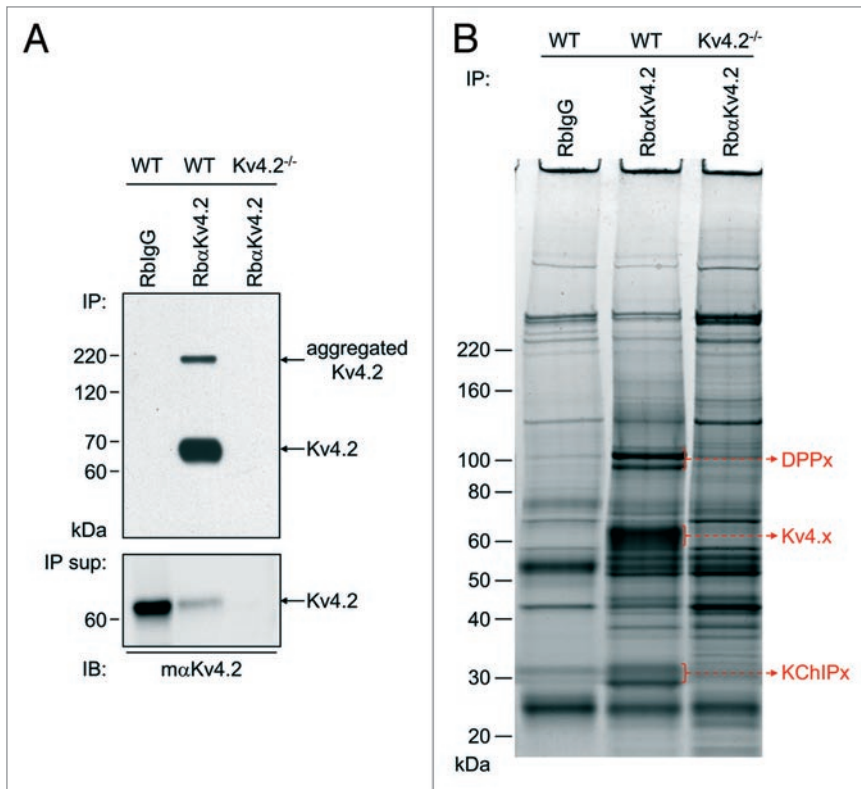 A
WT WT Kv4.2-/-
RbIgG RbαKv4.2 RbαKv4.2
IP:
220
120
70
60
kDa
aggregated
Kv4.2
Kv4.2
IP sup:
60
Kv4.2
IB: mαKv4.2
B
WT WT Kv4.2-/-
IP:
RbIgG RbαKv4.2 RbαKv4.2
220
160
100
80
60
50
40
30
20
kDa
DPPx
Kv4.x
KChIPx